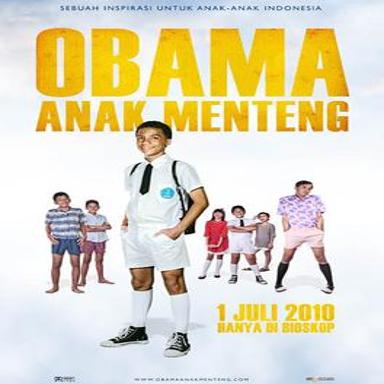 SEBUAH INSPIRASI UNTUK ANAK-ANAK INDONESIA
OBAMA
ANAK MENTENG
1 JULI 2010
HANYA DI BIOSKOP
WWW.OBAMAANAKMENTENG.COM